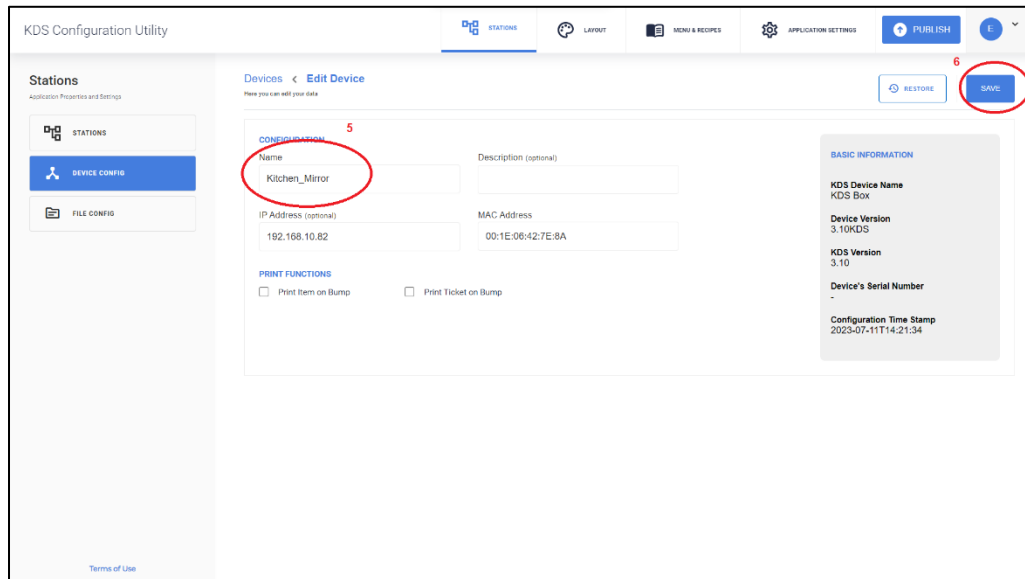 KDS Configuration Utility
STATIONS
LAYOUT
MENU & RECIPES
APPLICATION SETTINGS
PUBLISH
E
Stations
Application Properties and Settings
STATIONS
DEVICE CONFIG
FILE CONFIG
Devices < Edit Device
Here you can edit your data
RESTORE
6
SAVE
CONFIGURATION
5
Name
Kitchen_Mirror
Description (optional)
IP Address (optional)
192.168.10.82
MAC Address
00:1E:06:42:7E:8A
PRINT FUNCTIONS
Print Item on Bump
Print Ticket on Bump
BASIC INFORMATION
KDS Device Name
KDS Box
Device Version
3.10KDS
KDS Version
3.10
Device's Serial Number
-
Configuration Time Stamp
2023-07-11T14:21:34
Terms of Use